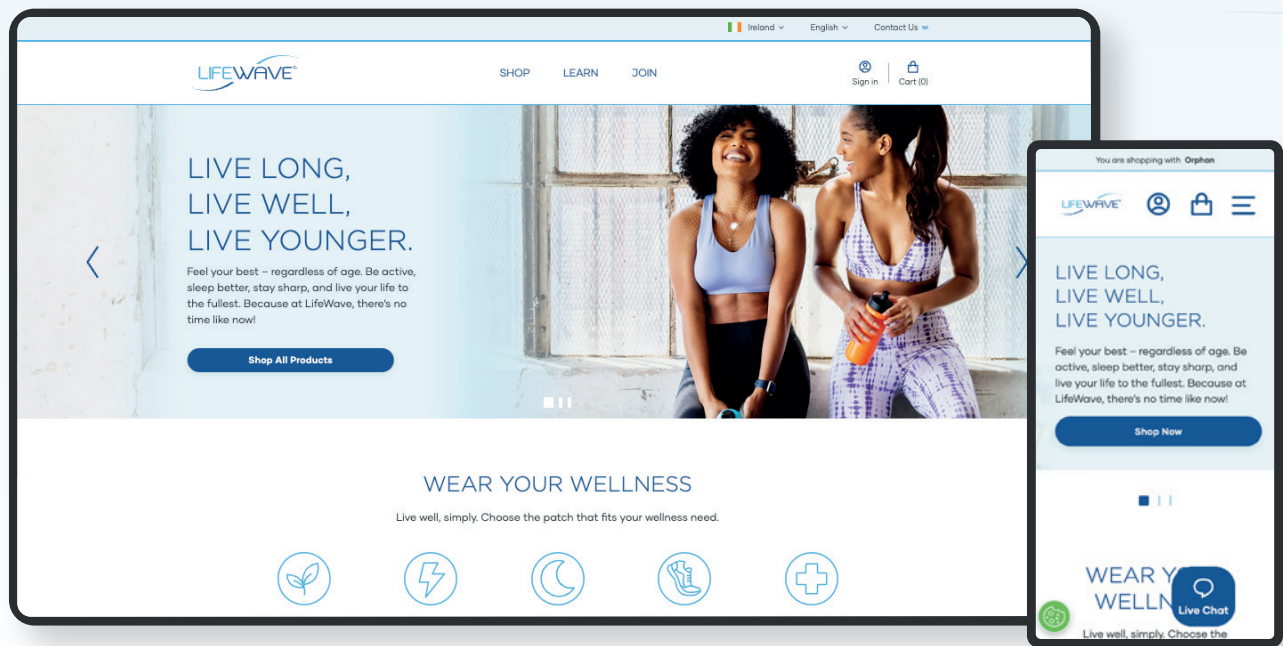 Ireland English Contact Us
LIFEWAVE®
SHOP LEARN JOIN
Sign in Cart (0)
LIVE LONG,
LIVE WELL,
LIVE YOUNGER.
Feel your best – regardless of age. Be active,
sleep better, stay sharp, and live your life to
the fullest. Because at LifeWave, there's no
time like now!
Shop All Products
WEAR YOUR WELLNESS
Live well, simply. Choose the patch that fits your wellness need.
You are shopping with Orphan
LIFEWAVE
LIVE LONG,
LIVE WELL,
LIVE YOUNGER.
Feel your best – regardless of age. Be
active, sleep better, stay sharp, and
live your life to the fullest. Because at
LifeWave, there's no time like now!
Shop Now
WEAR Y
WELLN
Live Chat
Live well, simply. Choose the